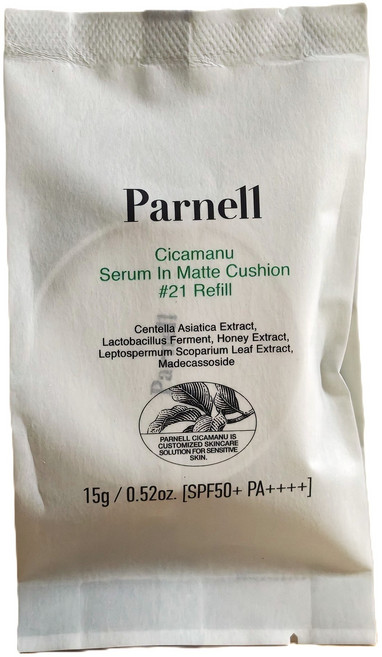 Parnell
Cicamanu
Serum In Matte Cushion
#21 Refill
Centella Asiatica Extract,
Lactobacillus Ferment, Honey Extract,
Leptospermum Scoparium Leaf Extract,
Madecassoside
Parnell
PARNELL CICAMANU IS
CUSTOMIZED SKINCARE
SOLUTION FOR SENSITIVE
SKIN.
15g / 0.52oz. [SPF50+ PA++++]